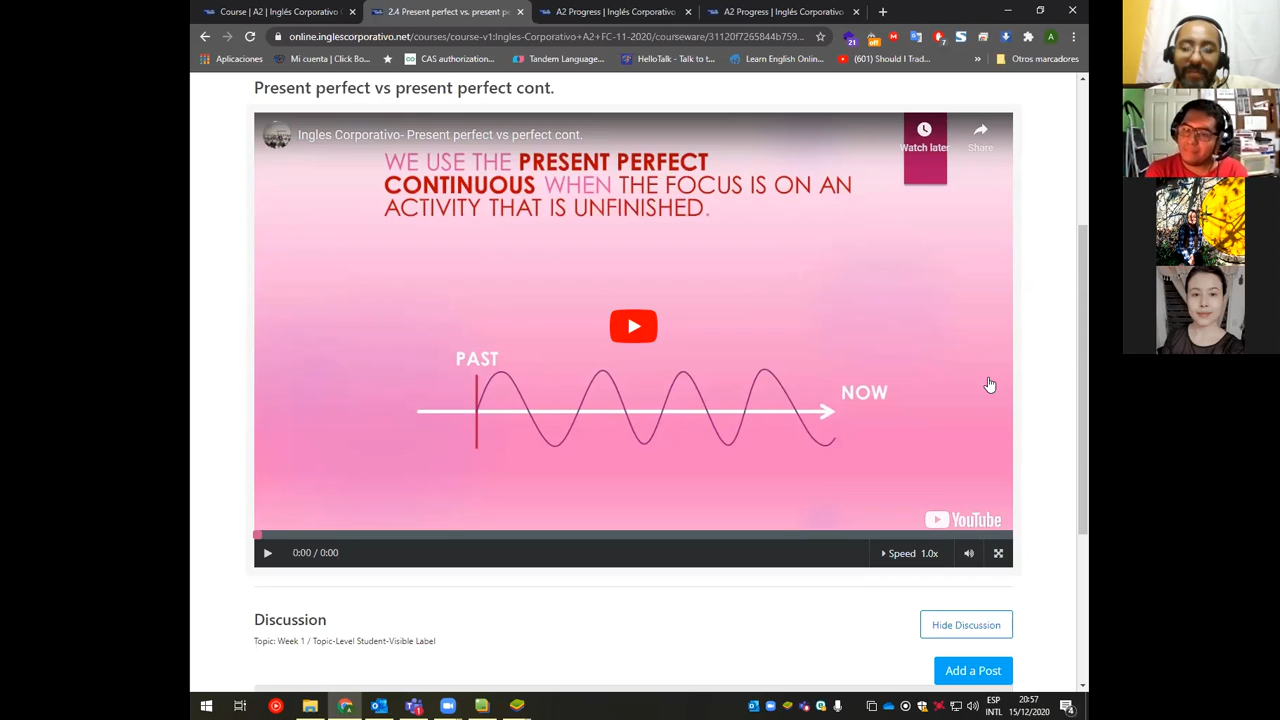 Course | A2 | Inglés Corporativo
2.4 Present perfect vs. present pe
A2 Progress | Inglés Corporativo
A2 Progress | Inglés Corporativo
online.inglescorporativo.net/courses/course-v1:Ingles-Corporativo+A2+FC-11-2020/courseware/31120f7265844b759...
21
off
7
A
Aplicaciones
Mi cuenta | Click Bo...
CAS authorization...
Tandem Language...
HelloTalk - Talk to t...
Learn English Onlin...
(601) Should I Trad...
»
Otros marcadores
Present perfect vs present perfect cont.
Ingles Corporativo- Present perfect vs perfect cont.
Watch later
Share
WE USE THE PRESENT PERFECT
CONTINUOUS WHEN THE FOCUS IS ON AN
ACTIVITY THAT IS UNFINISHED.
PAST
NOW
YouTube
0:00 / 0:00
Speed 1.0x
Discussion
Hide Discussion
Topic: Week 1 / Topic-Level Student-Visible Label
Add a Post
ESP
INTL
20:57
15/12/2020
4